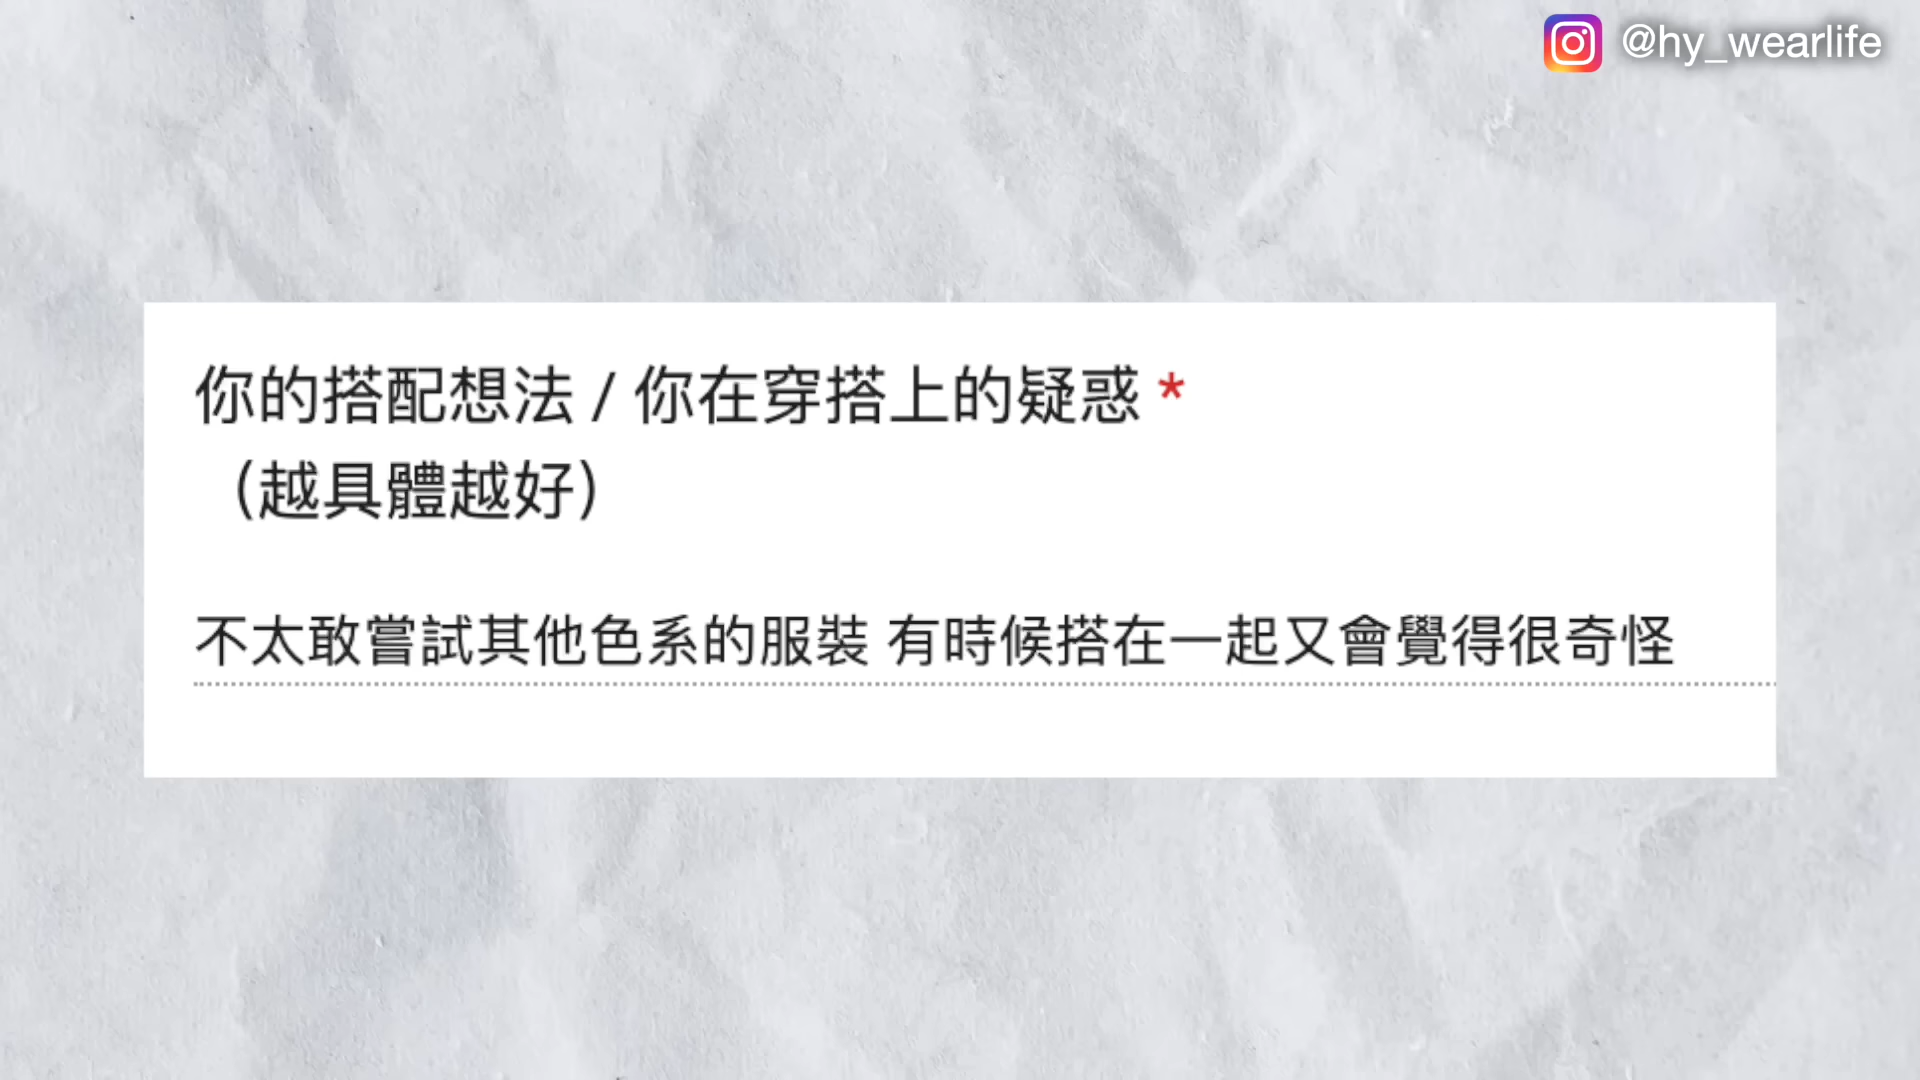 @hy_wearlife
你的搭配想法 / 你在穿搭上的疑惑 *
（越具體越好）
不太敢嘗試其他色系的服裝 有時候搭在一起又會覺得很奇怪